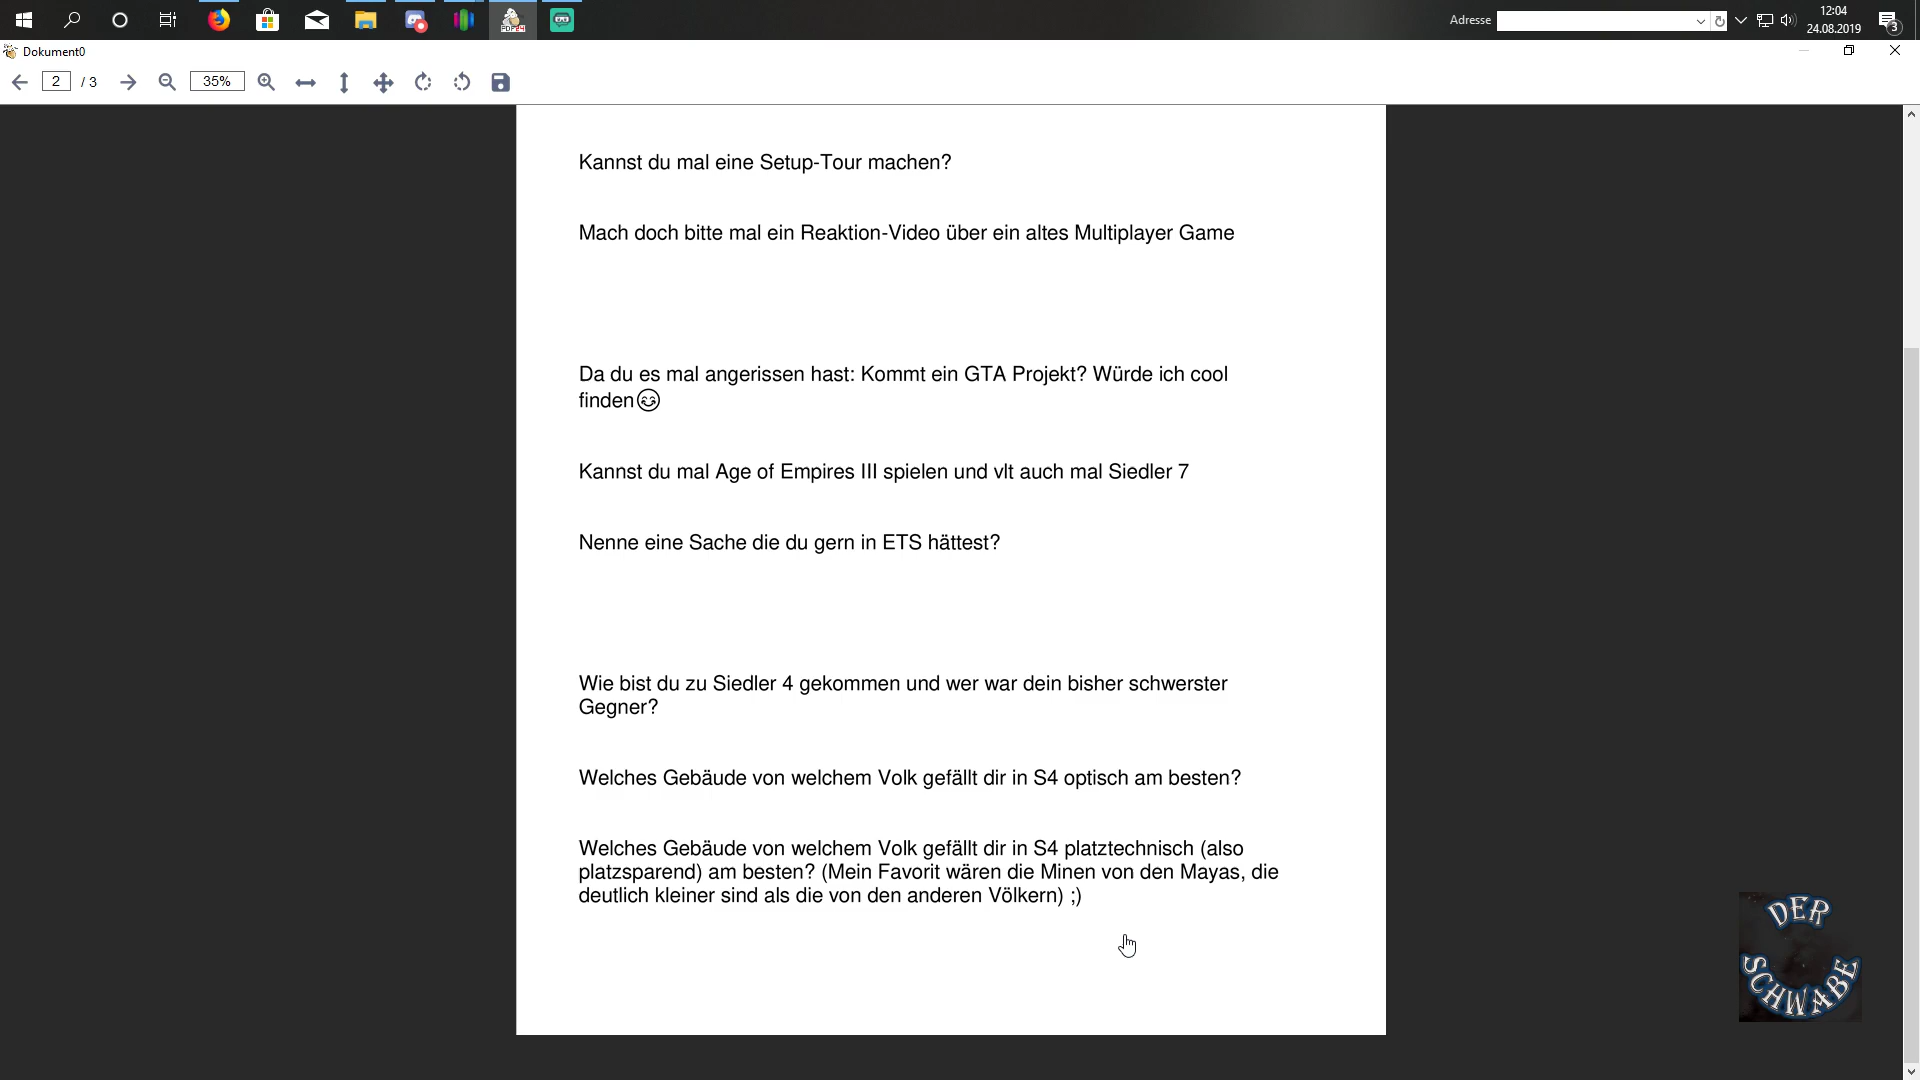 Adresse
12:04
24.08.2019
3
Dokument0
2 / 3
35%
Kannst du mal eine Setup-Tour machen?
Mach doch bitte mal ein Reaktion-Video über ein altes Multiplayer Game
Da du es mal angerissen hast: Kommt ein GTA Projekt? Würde ich cool
finden😊
Kannst du mal Age of Empires III spielen und vlt auch mal Siedler 7
Nenne eine Sache die du gern in ETS hättest?
Wie bist du zu Siedler 4 gekommen und wer war dein bisher schwerster
Gegner?
Welches Gebäude von welchem Volk gefällt dir in S4 optisch am besten?
Welches Gebäude von welchem Volk gefällt dir in S4 platztechnisch (also
platzsparend) am besten? (Mein Favorit wären die Minen von den Mayas, die
deutlich kleiner sind als die von den anderen Völkern) ;)
DER
SCHWABE